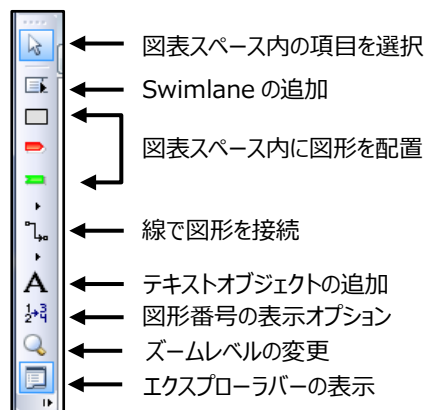 図表スペース内の項目を選択
Swimlane の追加
図表スペース内に図形を配置
線で図形を接続
A テキストオブジェクトの追加
1→3
2 4 図形番号の表示オプション
ズームレベルの変更
エクスプローラバーの表示